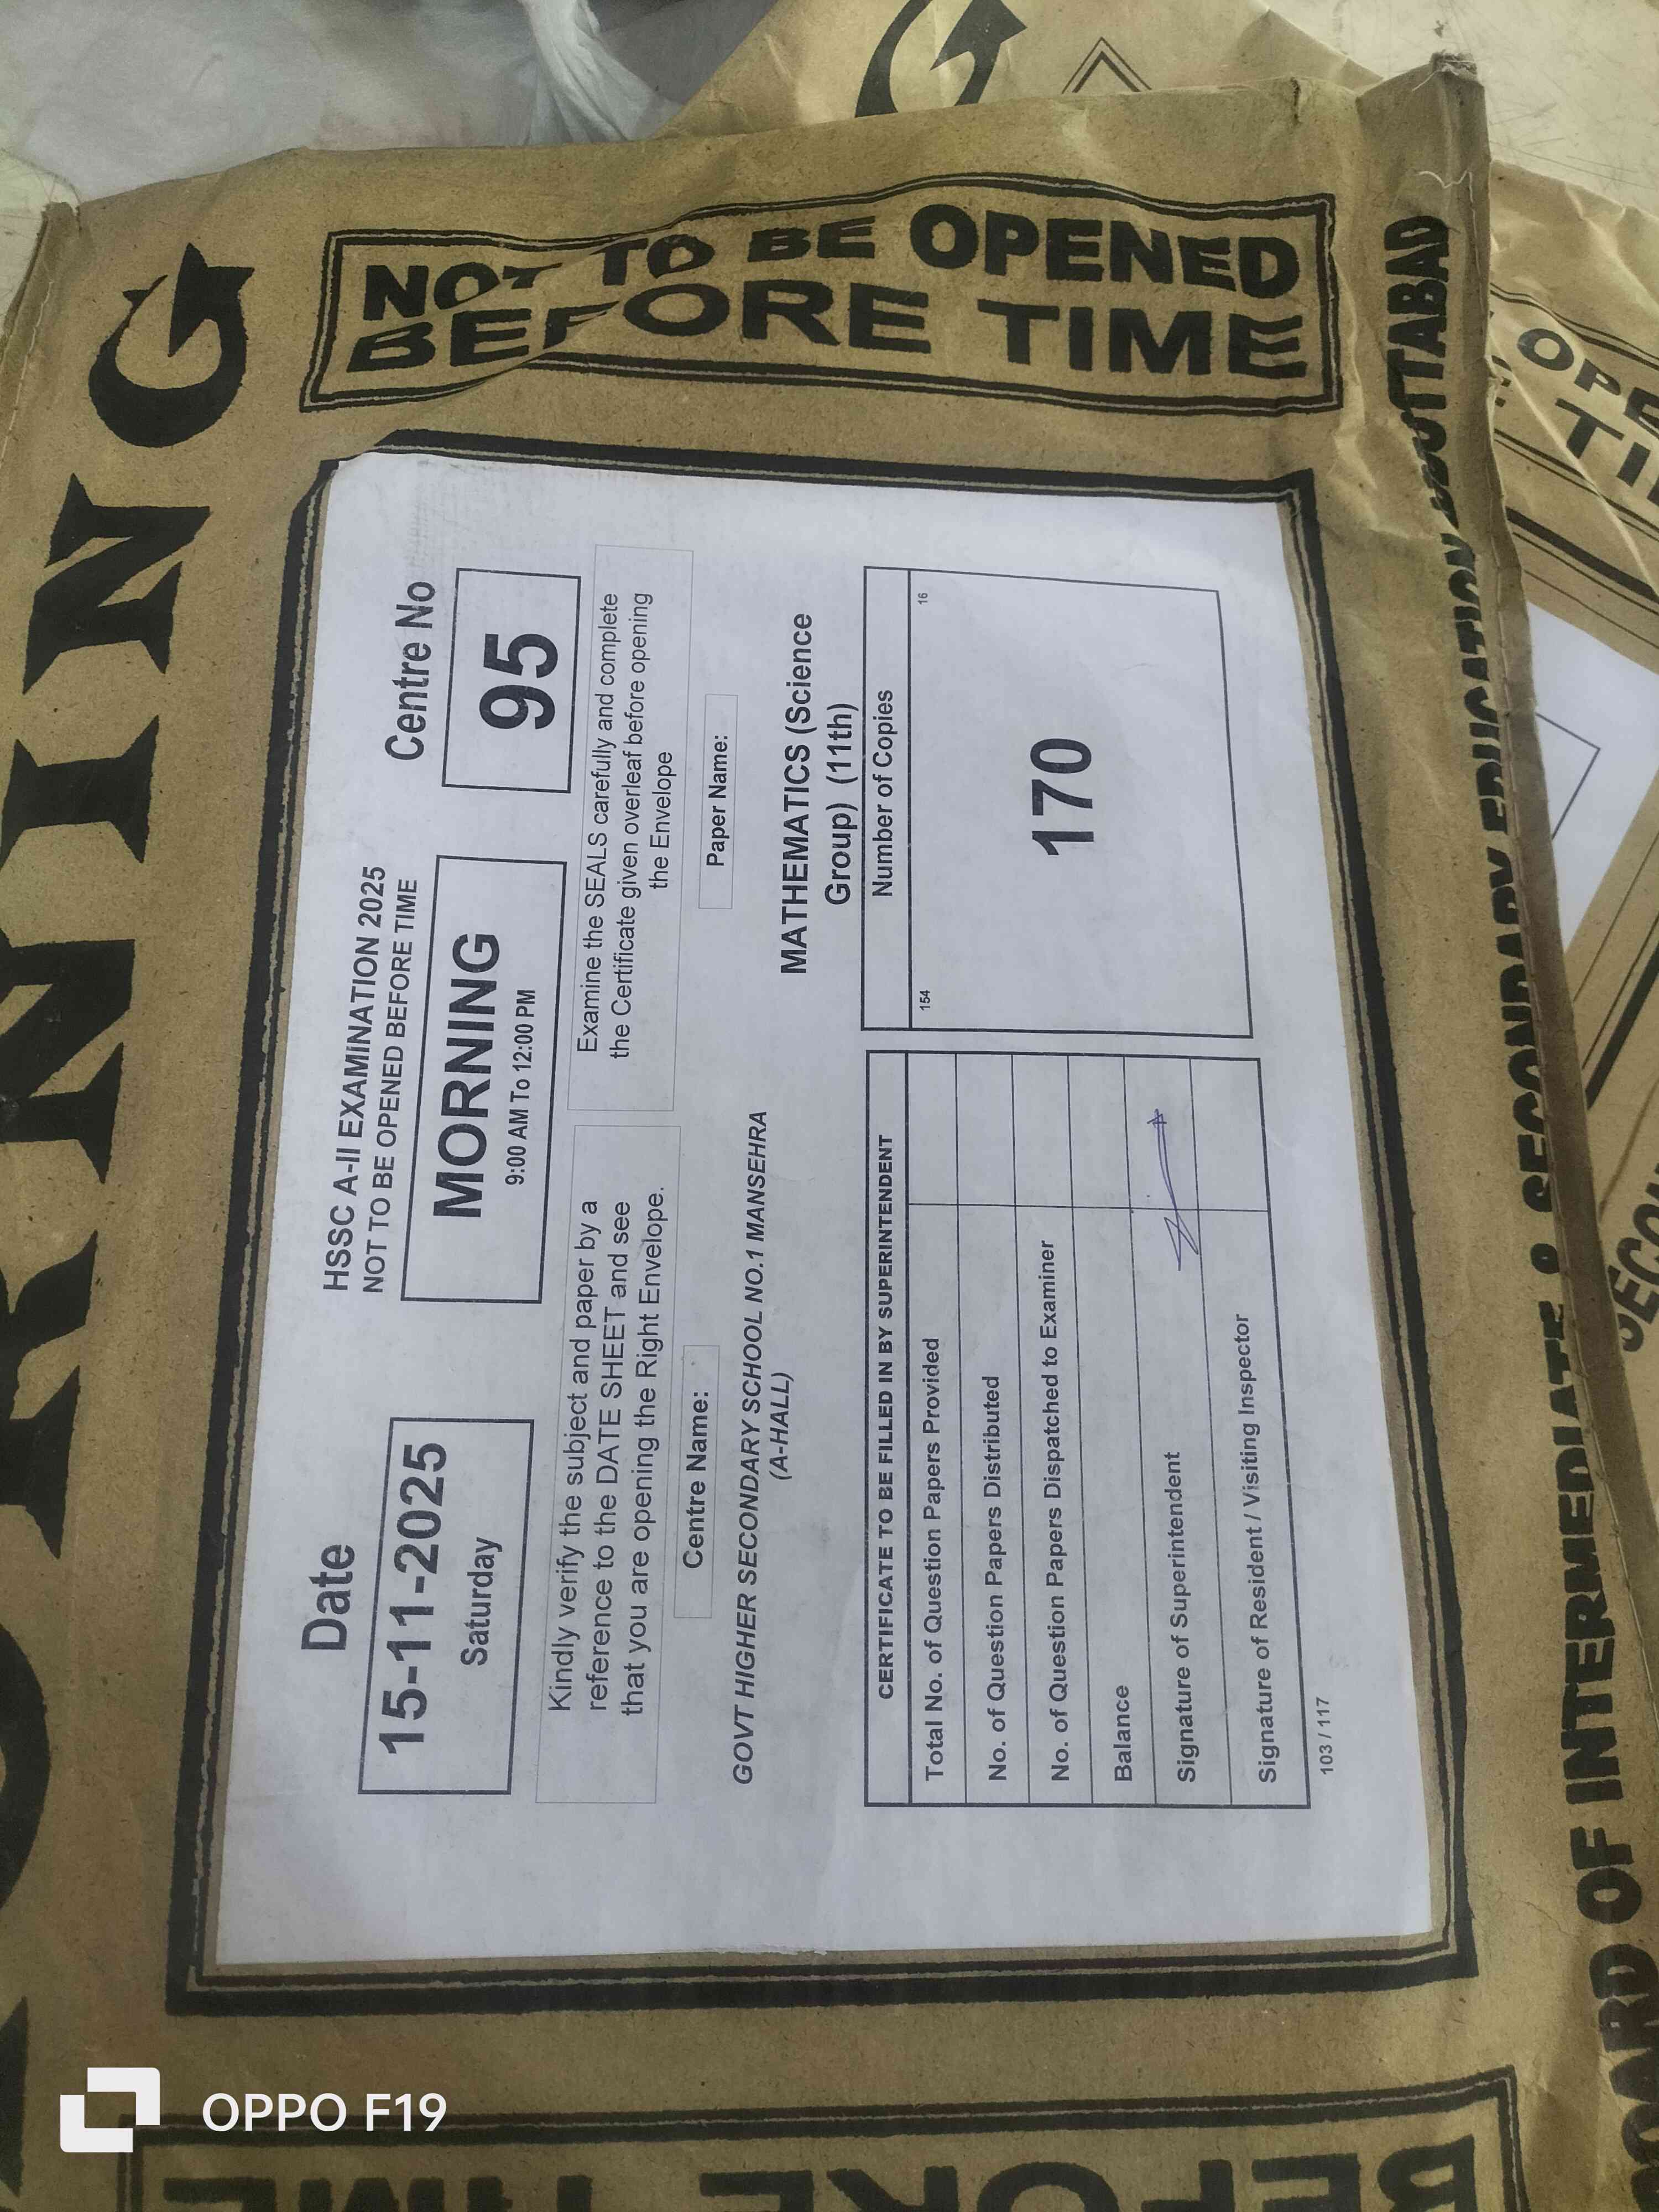 MORNING
NOT TO BE OPENED
BEFORE TIME
Date
15-11-2025
Saturday
HSSC A-II EXAMINATION 2025
NOT TO BE OPENED BEFORE TIME
MORNING
9:00 AM To 12:00 PM
Centre No
95
Kindly verify the subject and paper by a
reference to the DATE SHEET and see
that you are opening the Right Envelope.
Examine the SEALS carefully and complete
the Certificate given overleaf before opening
the Envelope
Centre Name:
GOVT HIGHER SECONDARY SCHOOL NO.1 MANSEHRA
(A-HALL)
Paper Name:
MATHEMATICS (Science
Group) (11th)
CERTIFICATE TO BE FILLED IN BY SUPERINTENDENT
Total No. of Question Papers Provided
No. of Question Papers Distributed
No. of Question Papers Dispatched to Examiner
Balance
Signature of Superintendent
Signature of Resident / Visiting Inspector
Number of Copies
154 16
170
103 / 117
BOARD OF INTERMEDIATE & SECONDARY EDUCATION ABBOTTABAD
BEFORE TIME
OPPO F19